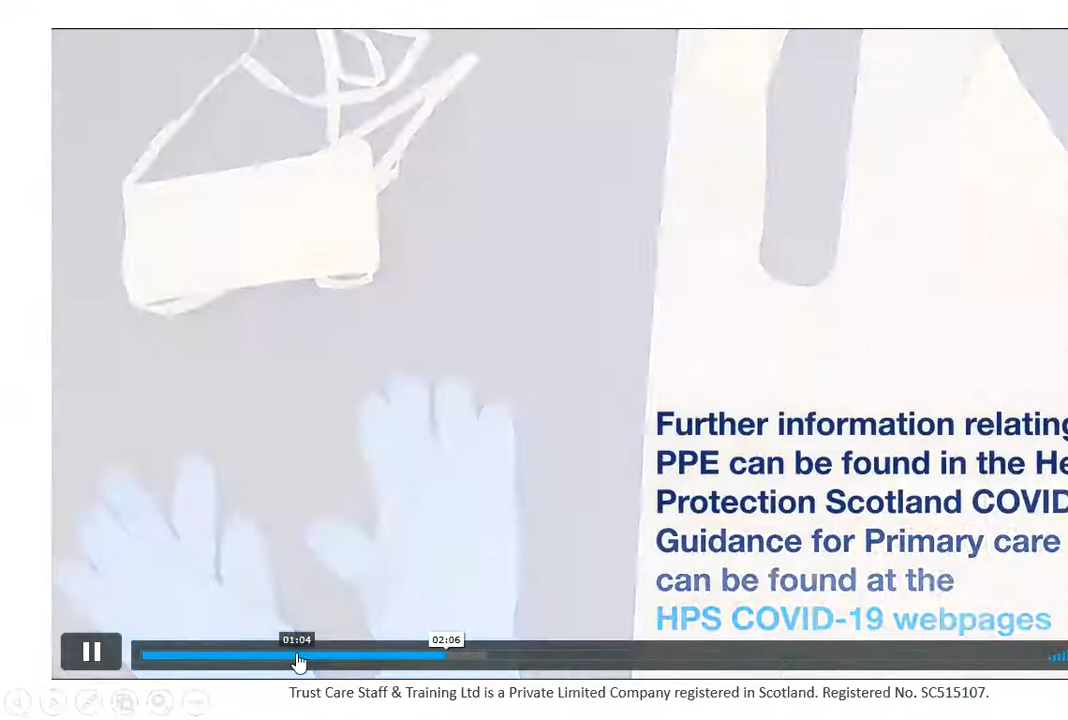 Further information relating
PPE can be found in the He
Protection Scotland COVID
Guidance for Primary care
can be found at the
HPS COVID-19 webpages
01:04
02:06
Trust Care Staff & Training Ltd is a Private Limited Company registered in Scotland. Registered No. SC515107.